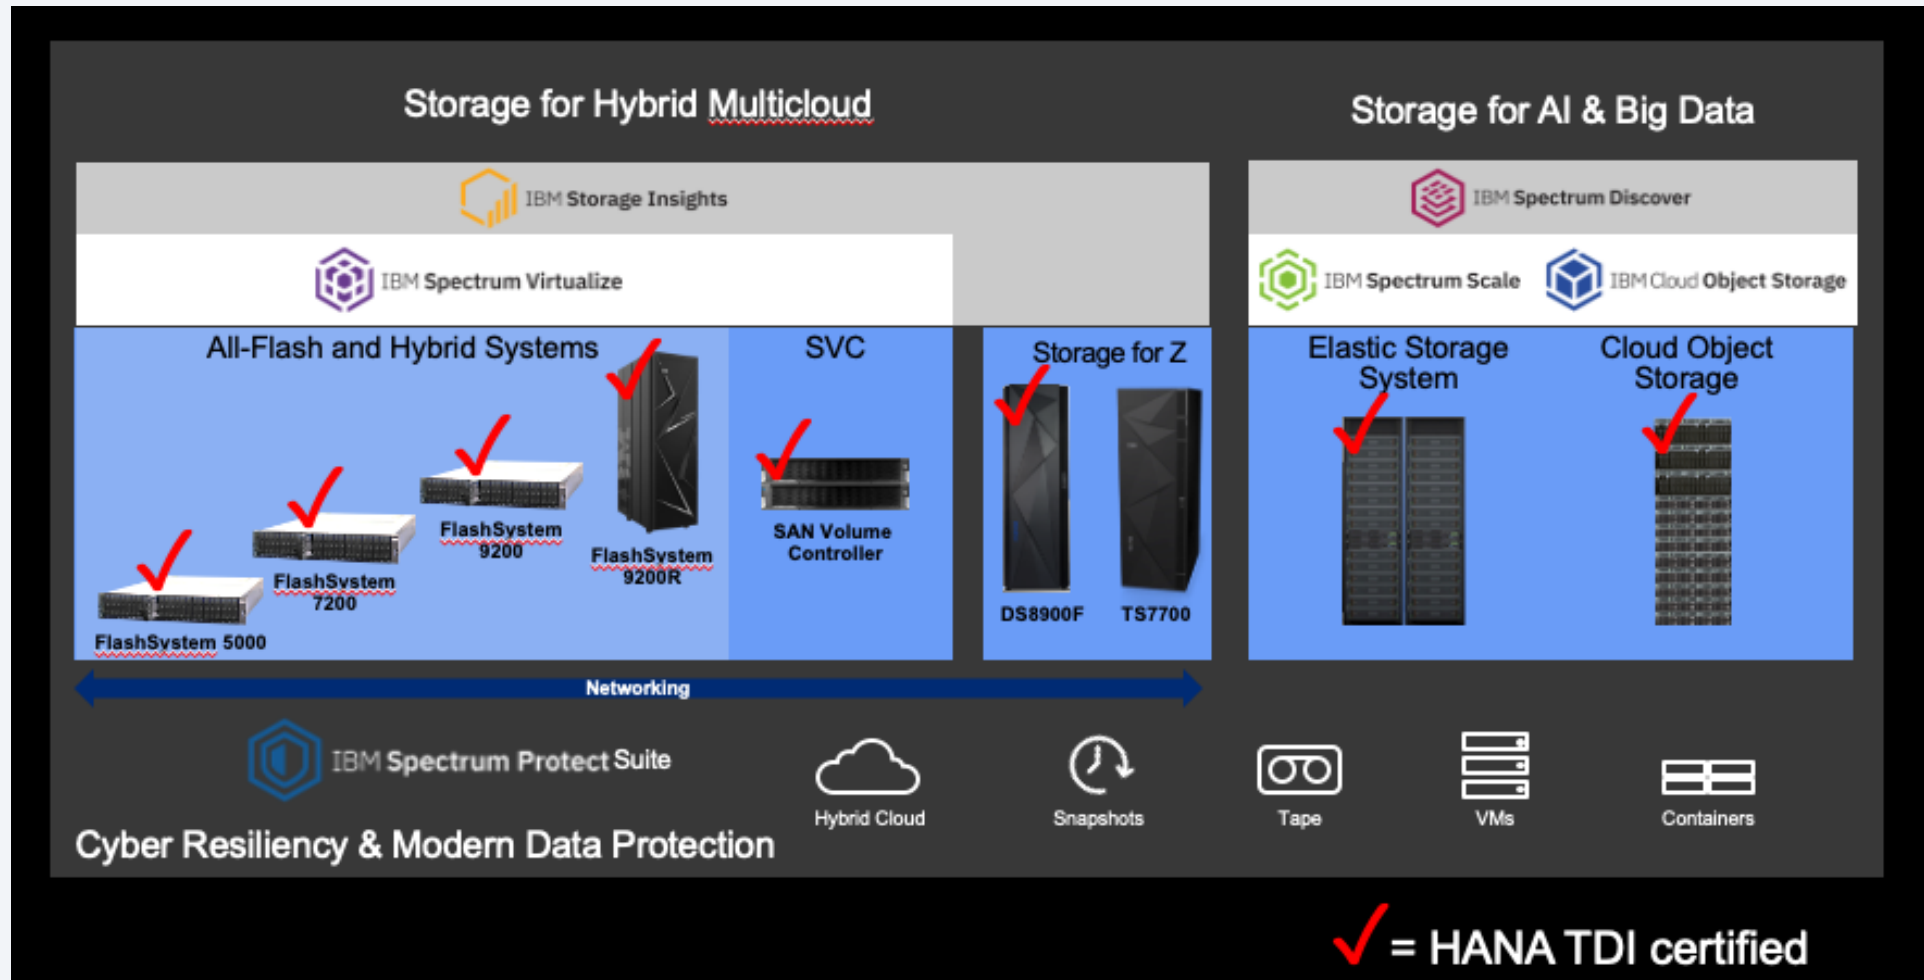 Storage for Hybrid Multicloud
Storage for AI & Big Data
IBM Storage Insights
IBM Spectrum Discover
IBM Spectrum Virtualize
IBM Spectrum Scale
IBM Cloud Object Storage
All-Flash and Hybrid Systems
SVC
Storage for Z
Elastic Storage
System
Cloud Object
Storage
FlashSystem 5000
FlashSystem
7200
FlashSystem
9200
FlashSystem
9200R
SAN Volume
Controller
DS8900F
TS7700
Networking
IBM Spectrum Protect Suite
Hybrid Cloud
Snapshots
Tape
VMs
Containers
Cyber Resiliency & Modern Data Protection
= HANA TDI certified